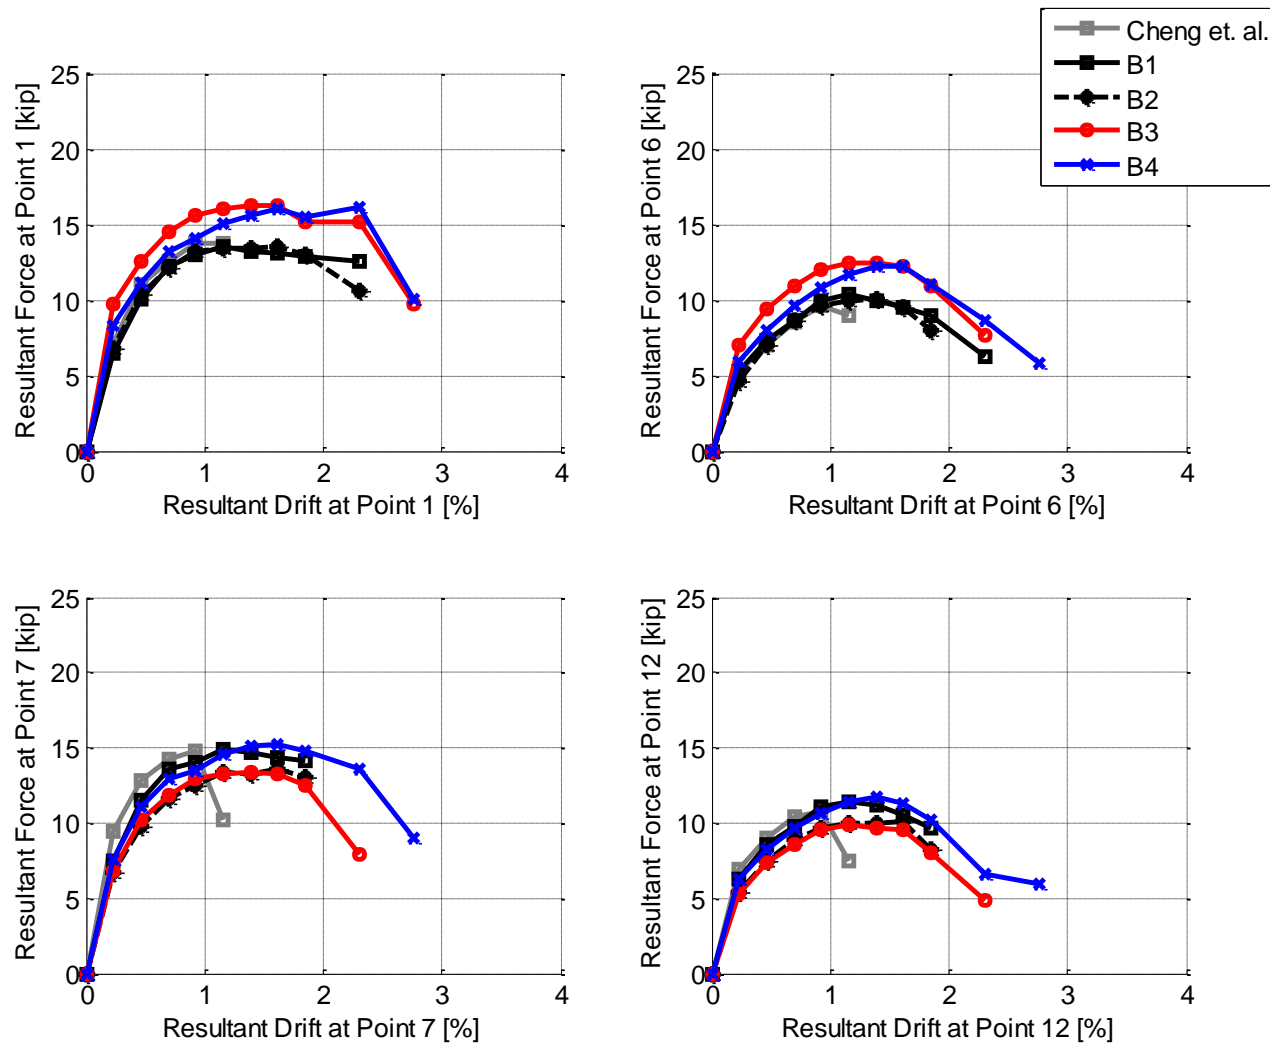 Cheng et. al.
B1
B2
B3
B4
Resultant Force at Point 1 [kip]
25
20
15
10
5
0
0 1 2 3 4
Resultant Drift at Point 1 [%]
Resultant Force at Point 6 [kip]
25
20
15
10
5
0
0 1 2 3 4
Resultant Drift at Point 6 [%]
Resultant Force at Point 7 [kip]
25
20
15
10
5
0
0 1 2 3 4
Resultant Drift at Point 7 [%]
Resultant Force at Point 12 [kip]
25
20
15
10
5
0
0 1 2 3 4
Resultant Drift at Point 12 [%]